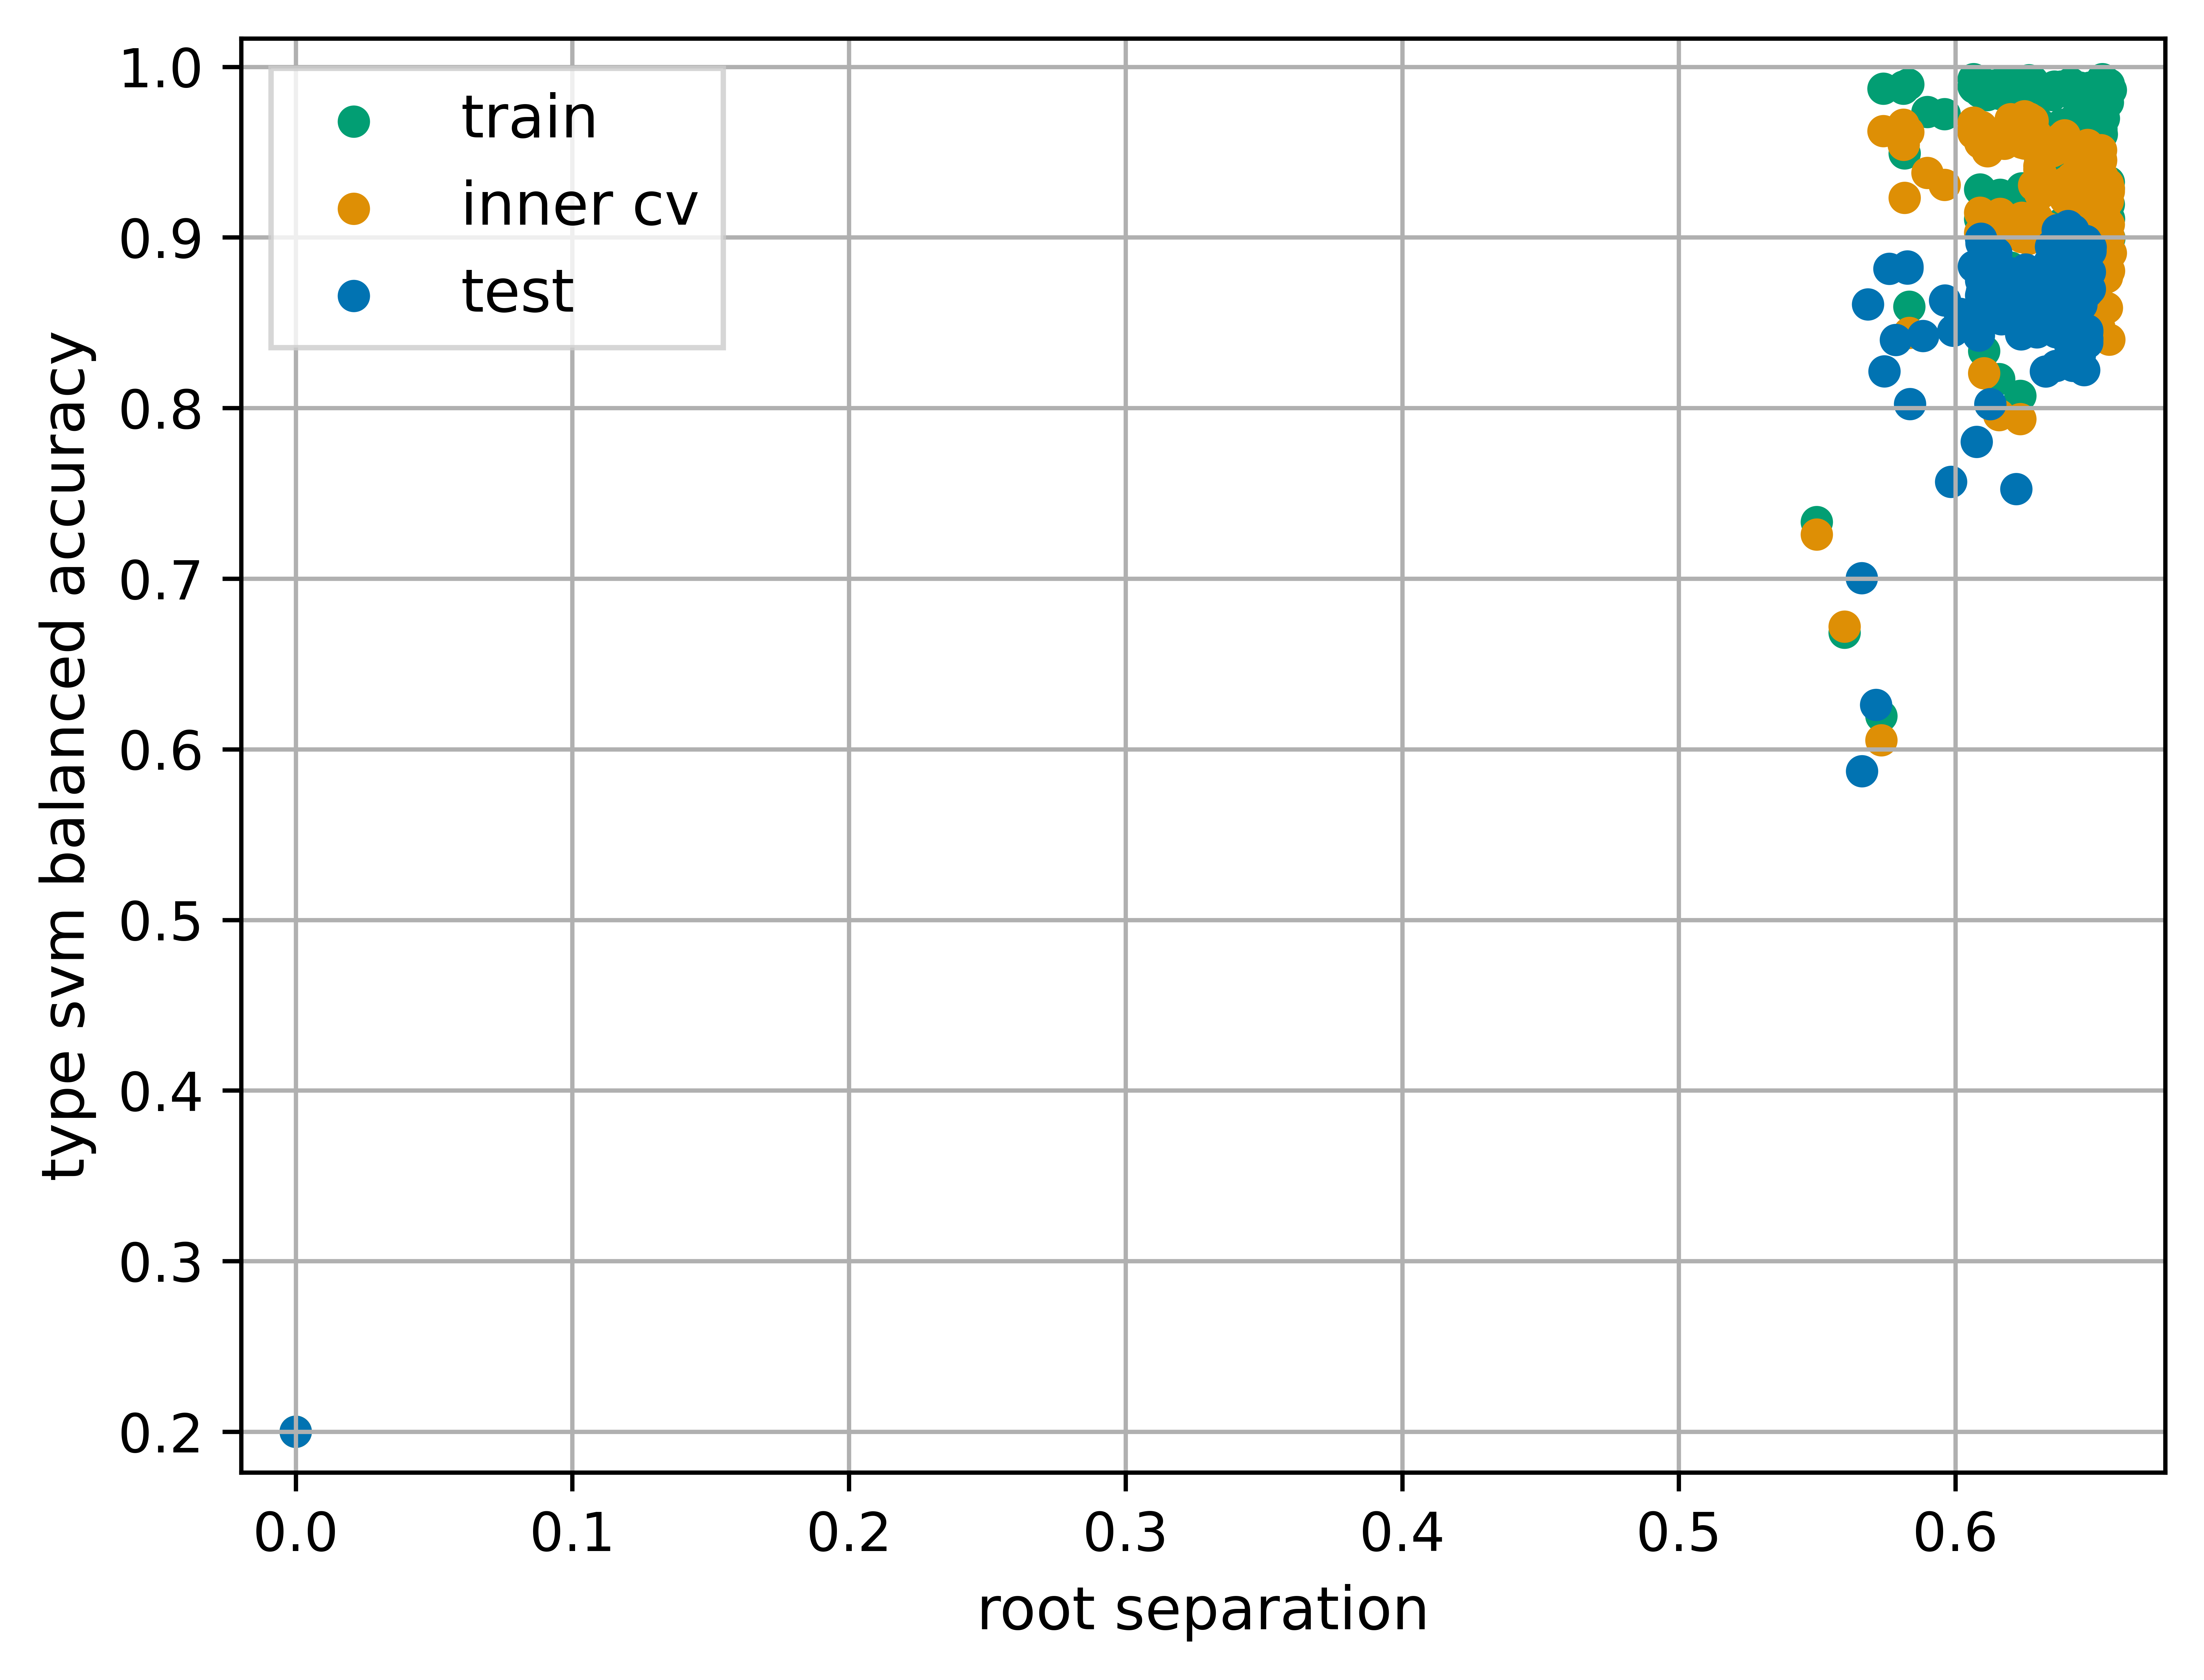 train
inner cv
test
1.0
0.9
0.8
0.7
0.6
0.5
0.4
0.3
0.2
type svm balanced accuracy
0.0 0.1 0.2 0.3 0.4 0.5 0.6
root separation